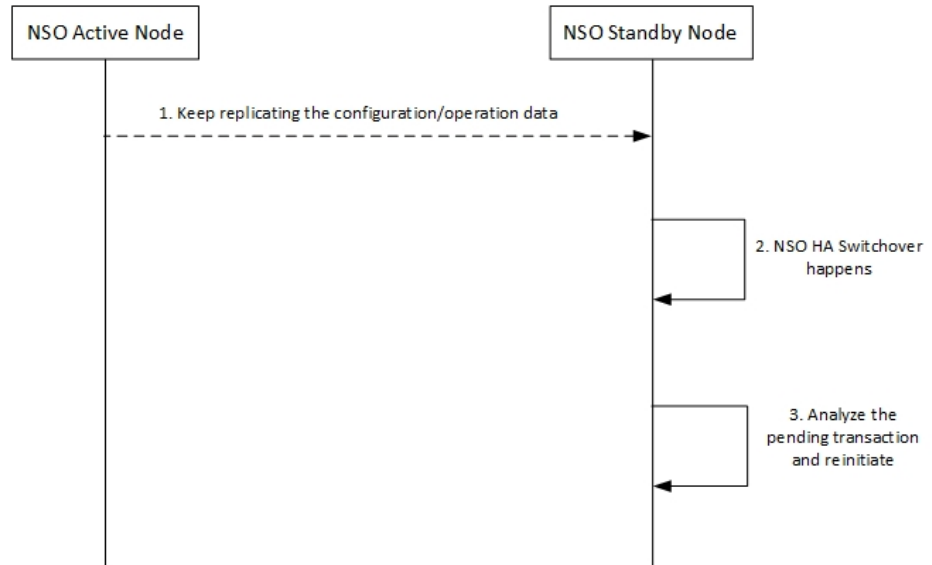 NSO Active Node
NSO Standby Node
1. Keep replicating the configuration/operation data
2. NSO HA Switchover
happens
3. Analyze the
pending transaction
and reinitiate